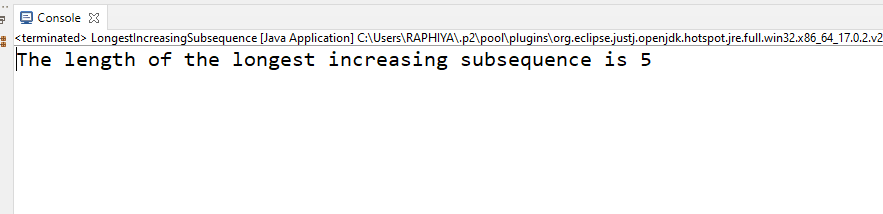 Console
<terminated> LongestIncreasingSubsequence [Java Application] C:\Users\RAPHIYA\.p2\pool\plugins\org.eclipse.justj.openjdk.hotspot.jre.full.win32.x86_64_17.0.2.v2
The length of the longest increasing subsequence is 5